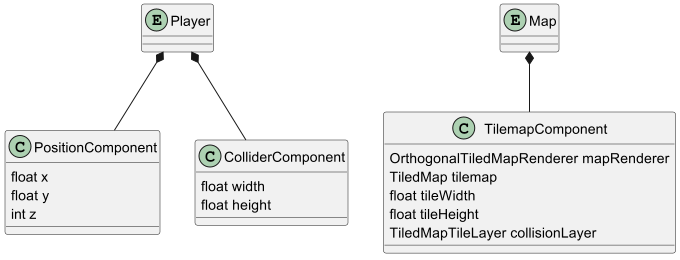 E Player
E Map
C PositionComponent
float x
float y
int z
C ColliderComponent
float width
float height
C TilemapComponent
OrthogonalTiledMapRenderer mapRenderer
TiledMap tilemap
float tileWidth
float tileHeight
TiledMapTileLayer collisionLayer